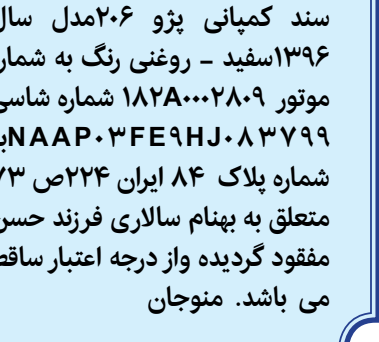 سند کمپانی پژو ۲۰۶مدل سال
۱۳۹۶سفید - روغنی رنگ به شمار
موتور ۱۸۲A۰۰۰۲۸۰۹ شماره شاسی
NAAP۰۳FE۹HJ۰۸۳۷۹۹
شماره پلاک ۸۴ ایران ۲۲۴ص ۷۳
متعلق به بهنام سالاری فرزند حسن
مفقود گردیده واز درجه اعتبار ساقط
می باشد. منوجان